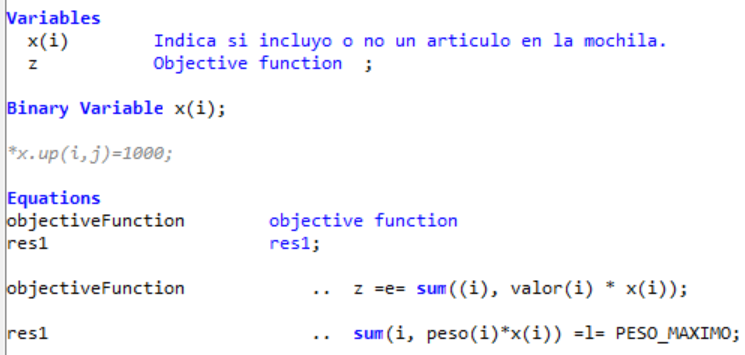 Variables
x(i) Indica si incluyo o no un articulo en la mochila.
z Objective function ;
Binary Variable x(i);
*x.up(i,j)=1000;
Equations
objectiveFunction objective function
res1 res1;
objectiveFunction .. z =e= sum((i), valor(i) * x(i));
res1 .. sum(i, peso(i)*x(i)) =l= PESO_MAXIMO;